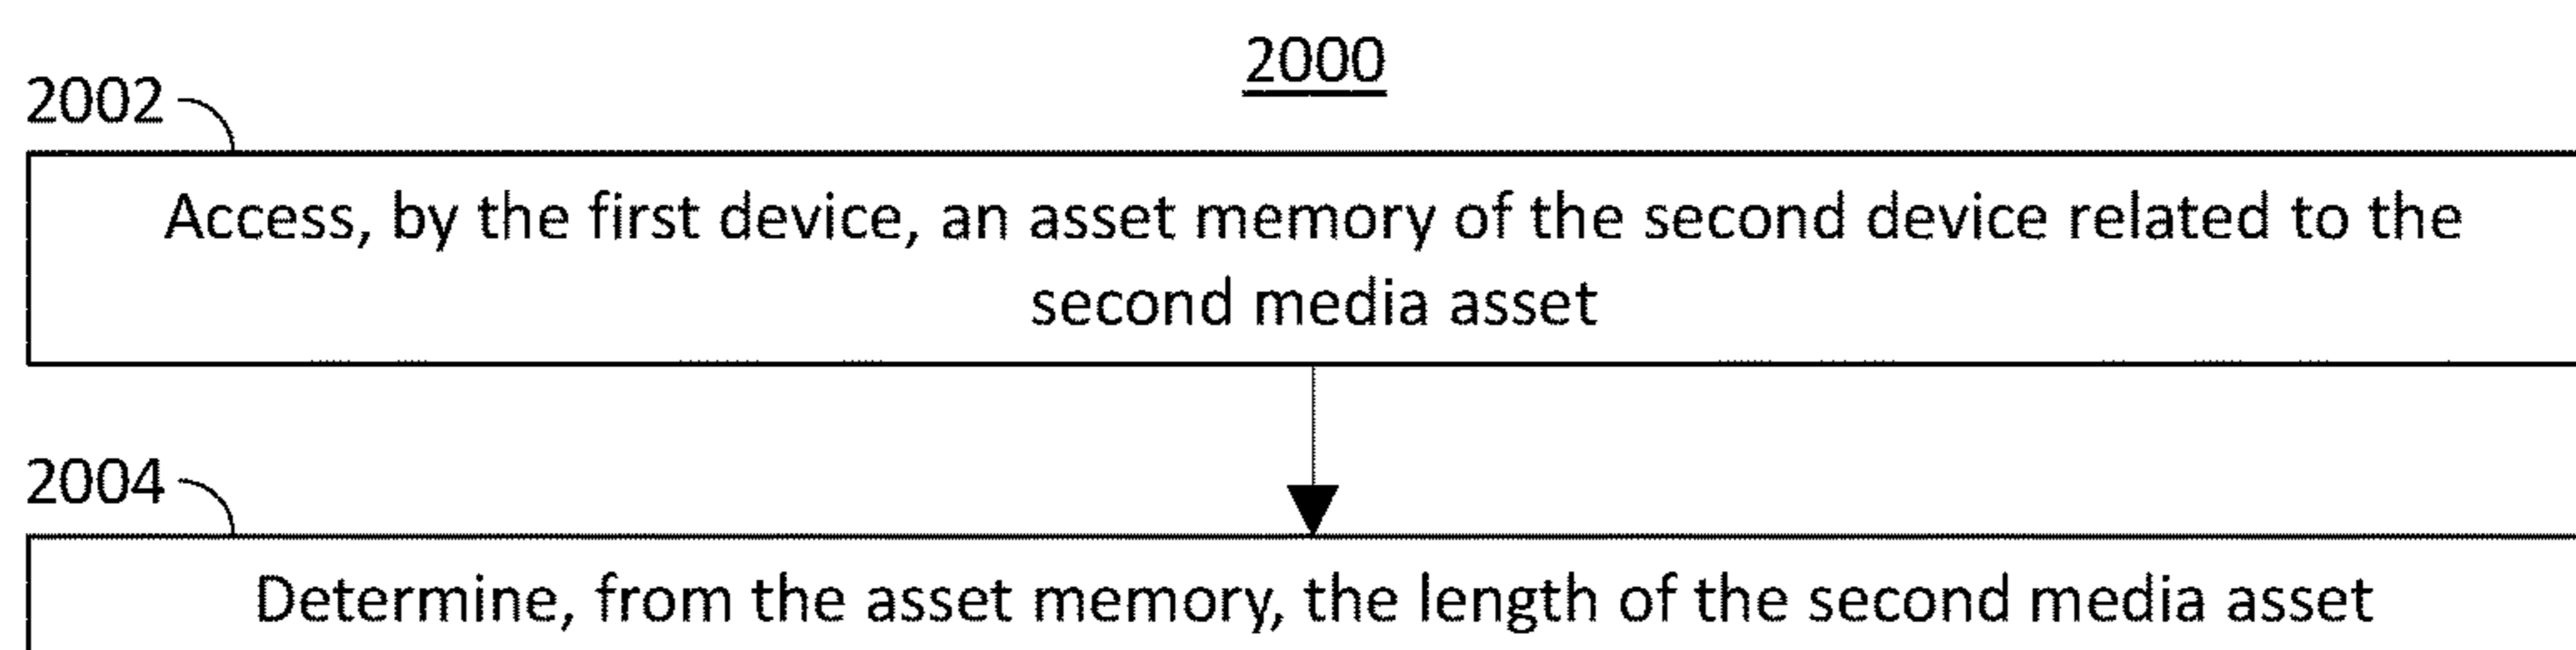 2000
2002
Access, by the first device, an asset memory of the second device related to the
second media asset
2004
Determine, from the asset memory, the length of the second media asset